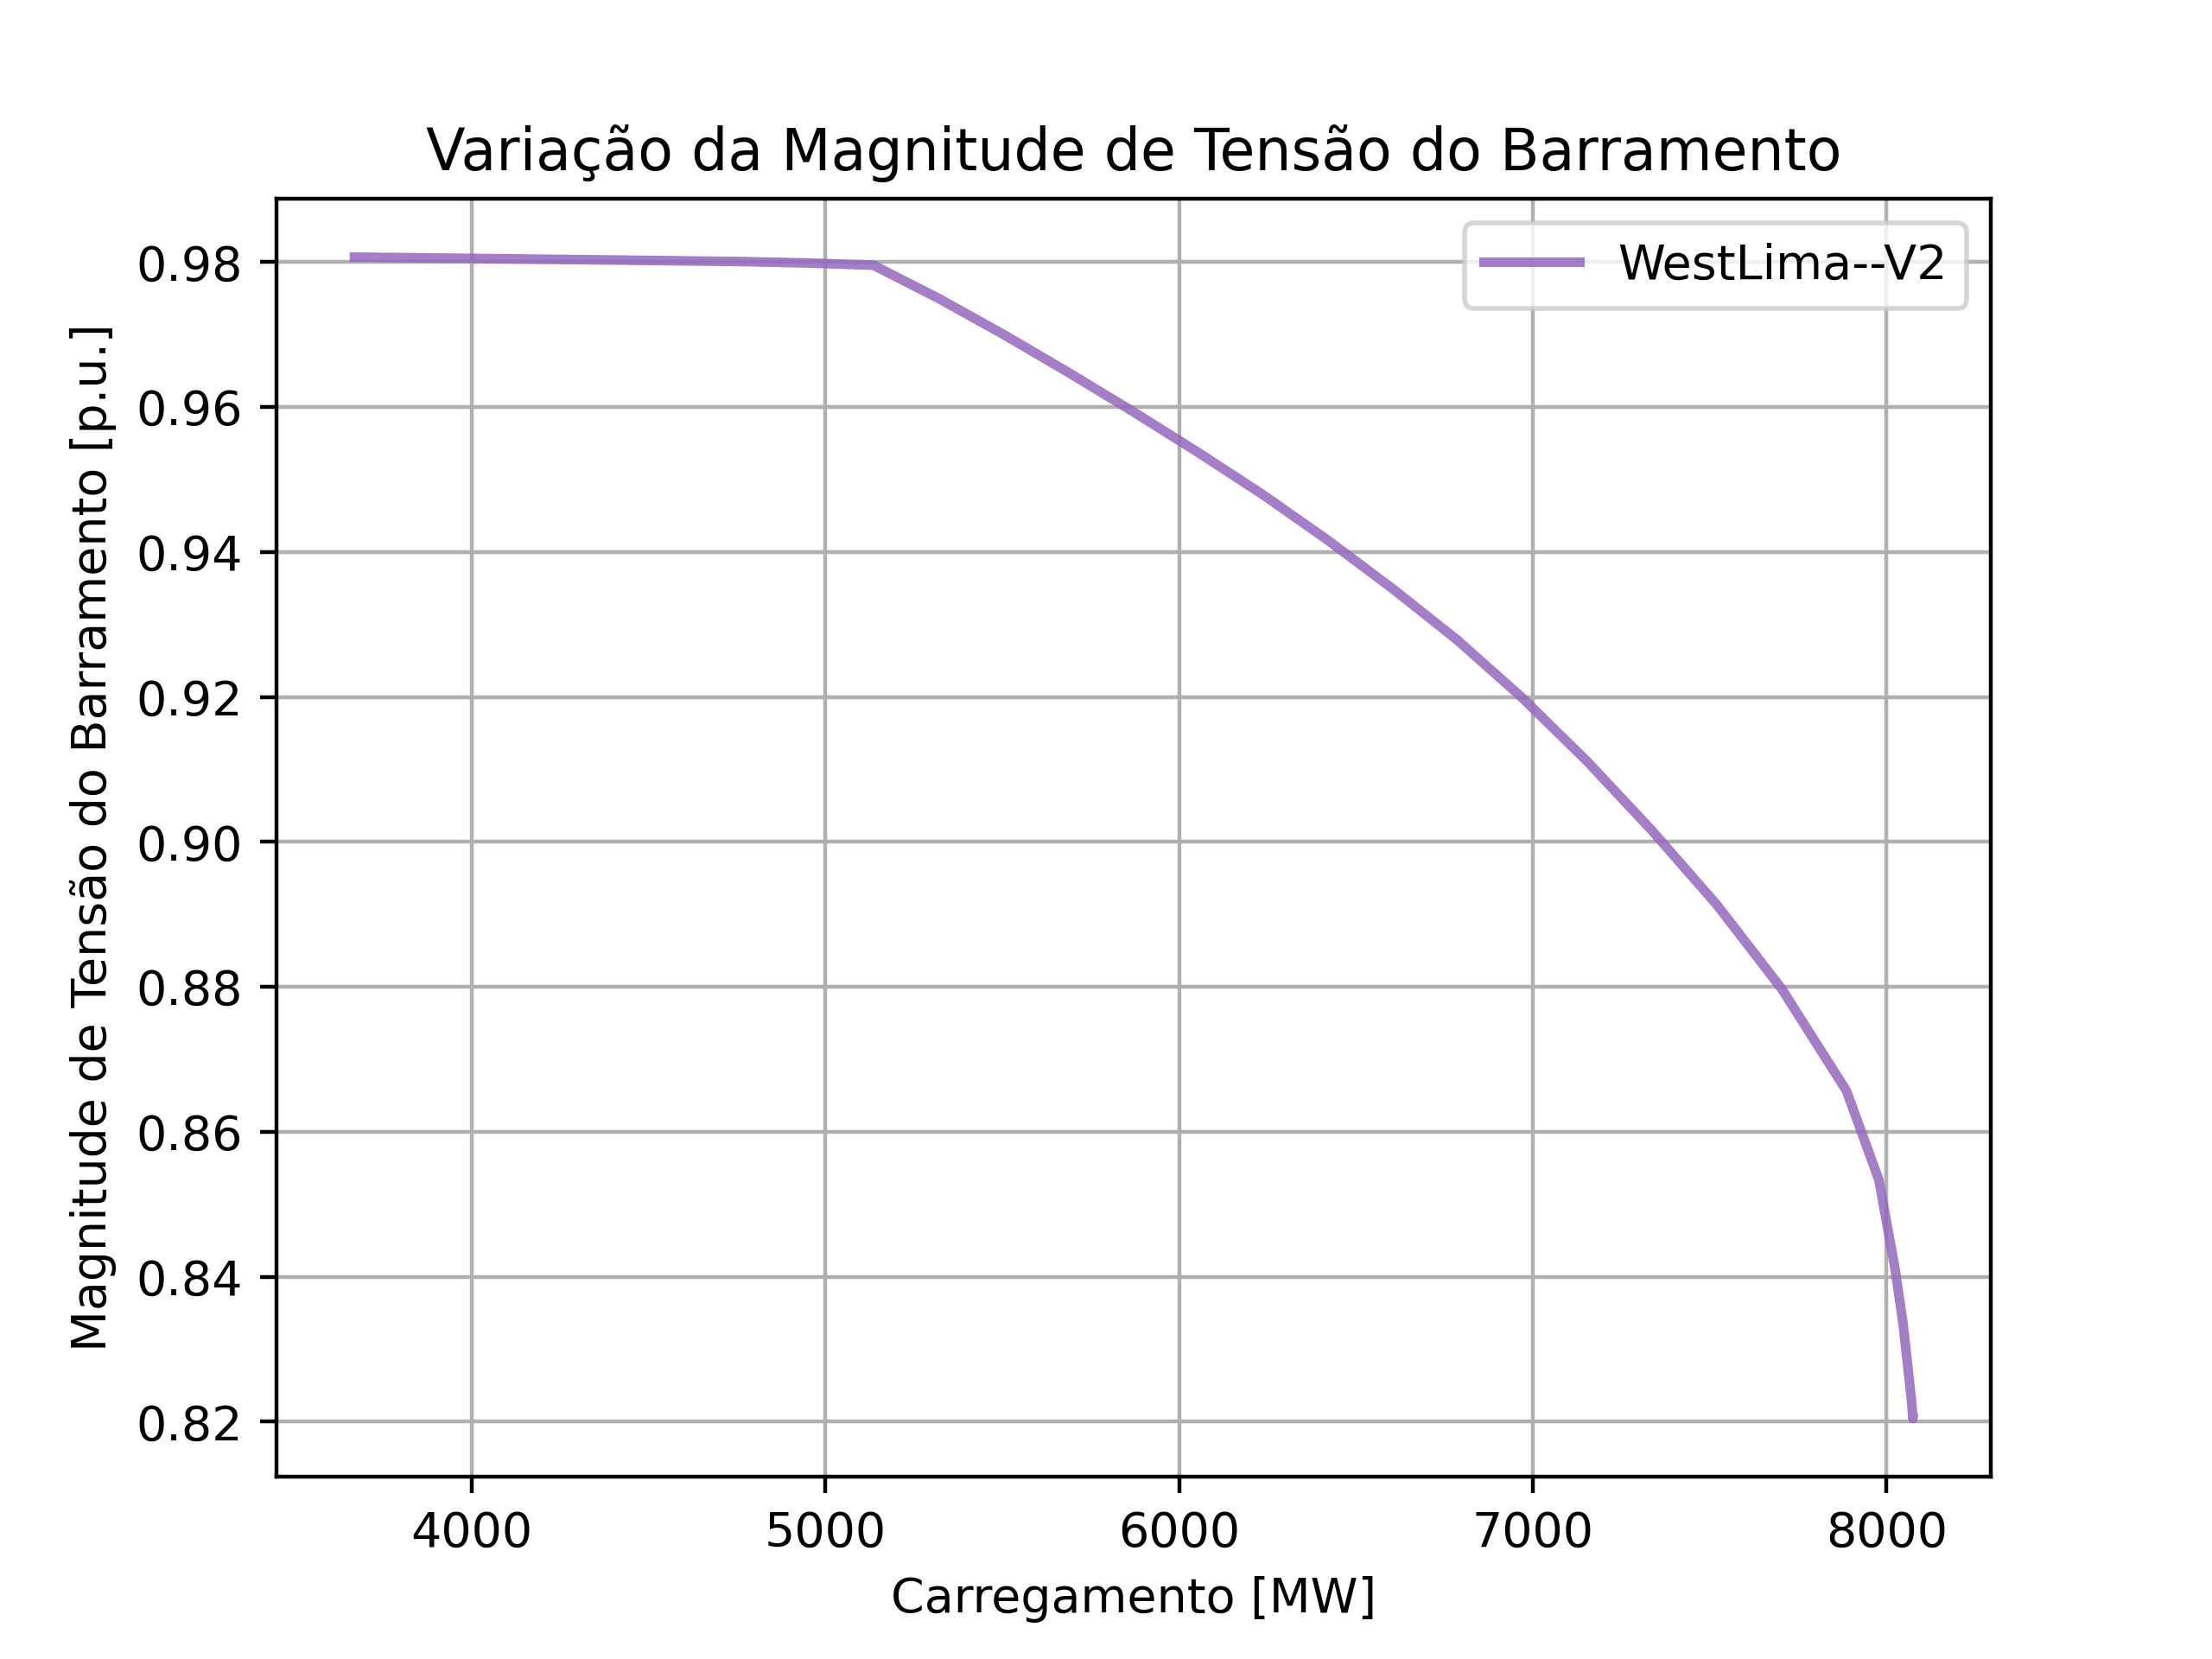 Variação da Magnitude de Tensão do Barramento
WestLima--V2
Magnitude de Tensão do Barramento [p.u.]
0.98
0.96
0.94
0.92
0.90
0.88
0.86
0.84
0.82
4000 5000 6000 7000 8000
Carregamento [MW]